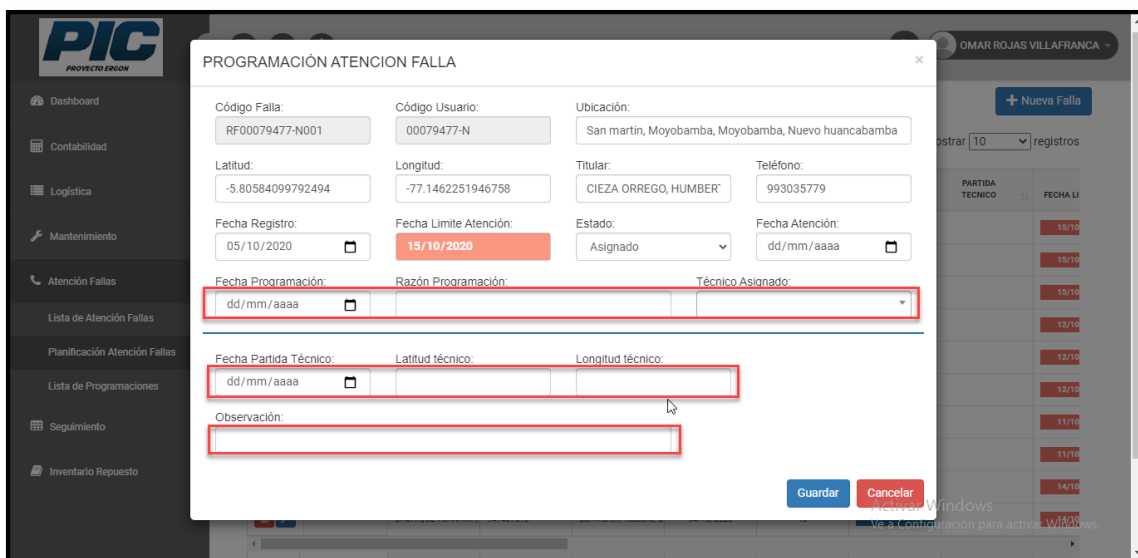 PIC
PROYECTO ERGON
OMAR ROJAS VILLAFRANCA
PROGRAMACIÓN ATENCION FALLA
×
Dashboard
Contabilidad
Logística
Mantenimiento
Atención Fallas
Lista de Atención Fallas
Planificación Atención Fallas
Lista de Programaciones
Seguimiento
Inventario Repuesto
+ Nueva Falla
ostrar 10 registros
PARTIDA
TECNICO
FECHA LI
15/10
15/10
15/10
12/10
12/10
12/10
11/10
11/10
14/10
14/10
Código Falla: Código Usuario: Ubicación:
RF00079477-N001 00079477-N San martin, Moyobamba, Moyobamba, Nuevo huancabamba
Latitud: Longitud: Titular: Teléfono:
-5.80584099792494 -77.1462251946758 CIEZA ORREGO, HUMBERT 993035779
Fecha Registro: Fecha Limite Atención: Estado: Fecha Atención:
05/10/2020 15/10/2020 Asignado dd/mm/aaaa
Fecha Programación: Razón Programación: Técnico Asignado:
dd/mm/aaaa
Fecha Partida Técnico: Latitud técnico: Longitud técnico:
dd/mm/aaaa
Observación:
Guardar Cancelar
Activar Windows
Ve a Configuración para activar Windows.